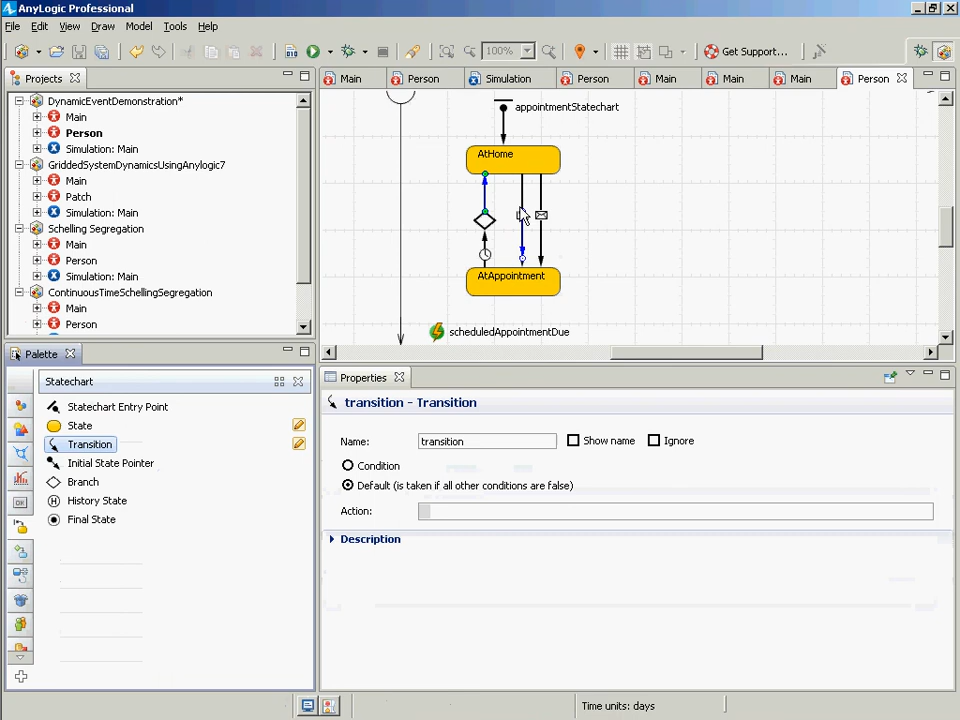 AnyLogic Professional
File Edit View Draw Model Tools Help
100% Get Support...
Projects
Main Person Simulation Person Main Main Main Person
DynamicEventDemonstration*
Main
Person
Simulation: Main
GriddedSystemDynamicsUsingAnylogic7
Main
Patch
Simulation: Main
Schelling Segregation
Main
Person
Simulation: Main
ContinuousTimeSchellingSegregation
Main
Person
appointmentStatechart
AtHome
AtAppointment
scheduledAppointmentDue
Palette
Statechart
Statechart Entry Point
State
Transition
Initial State Pointer
Branch
History State
Final State
Properties
transition - Transition
Name: transition Show name Ignore
Condition
Default (is taken if all other conditions are false)
Action:
Description
Time units: days